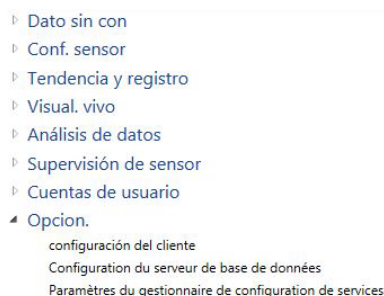 Dato sin con
Conf. sensor
Tendencia y registro
Visual. vivo
Análisis de datos
Supervisión de sensor
Cuentas de usuario
Opcion.
configuración del cliente
Configuration du serveur de base de données
Paramètres du gestionnaire de configuration de services